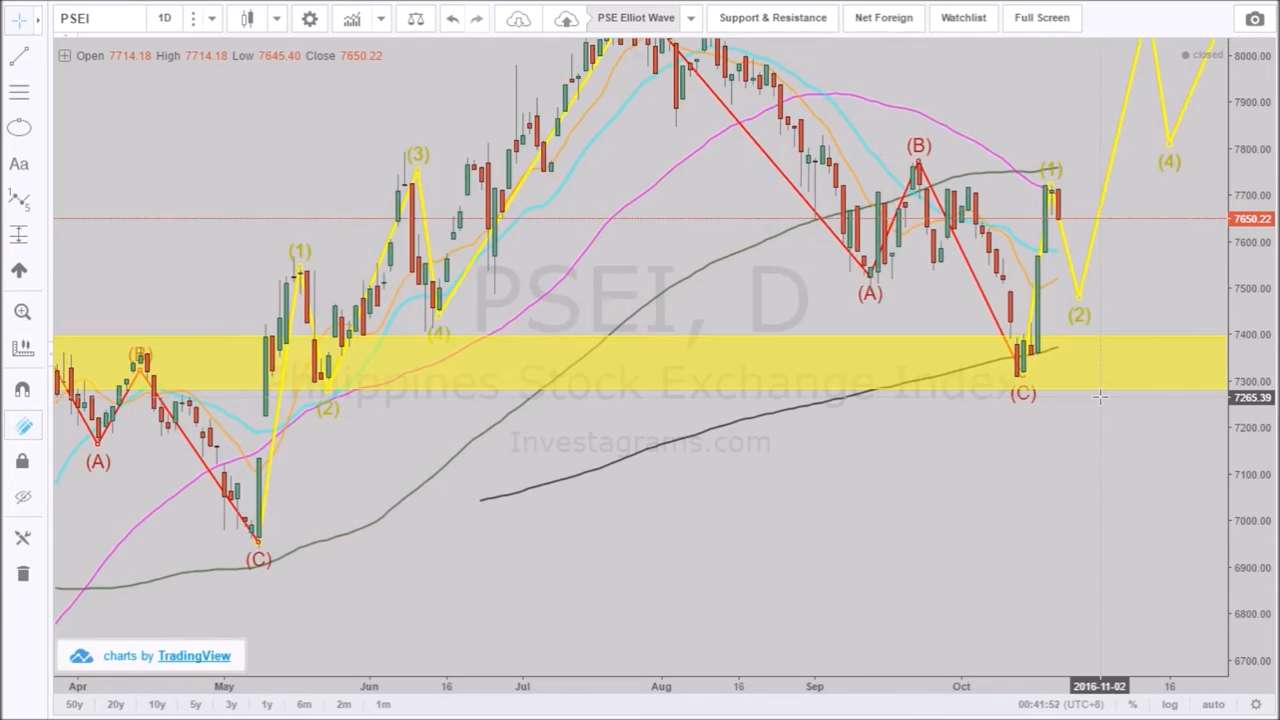 PSEI 1D PSE Elliot Wave Support & Resistance Net Foreign Watchlist Full Screen
Open 7714.18 High 7714.18 Low 7645.40 Close 7650.22
closed
8000.00
7900.00
7800.00
7700.00
7650.22
7600.00
7500.00
7400.00
7300.00
7265.39
7200.00
7100.00
7000.00
6900.00
6800.00
6700.00
Aa
(3)
(B)
(1)
(4)
(1)
(A)
(2)
(4)
(B)
(C)
(2)
(A)
(C)
PSEI, D
Philippines Stock Exchange Index
Investagrams.com
charts by TradingView
Apr May Jun 16 Jul Aug 16 Sep Oct 2016-11-02 16
50y 20y 10y 5y 3y 1y 6m 2m 1m 00:41:52 (UTC+8) % log auto